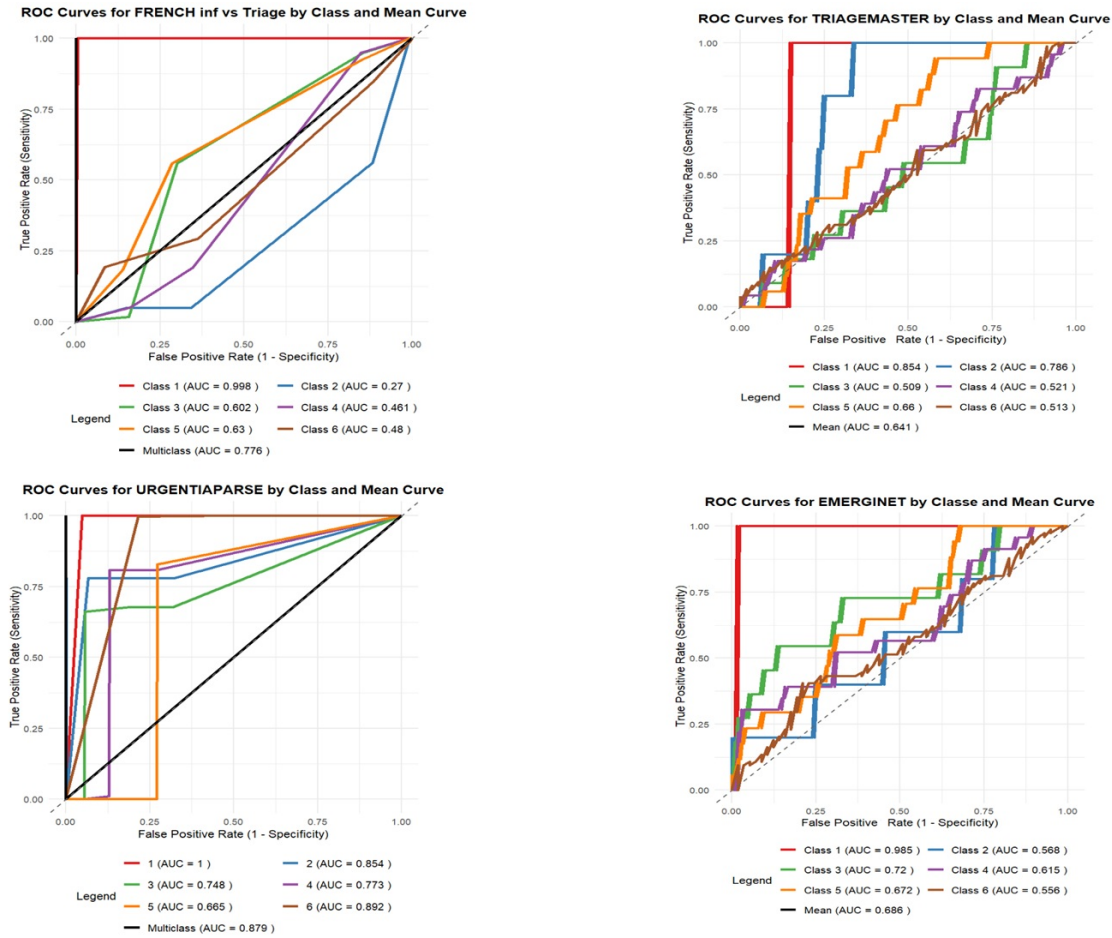 ROC Curves for FRENCH inf vs Triage by Class and Mean Curve
True Positive Rate (Sensitivity)
1.00
0.75
0.50
0.25
0.00
0.00 0.25 0.50 0.75 1.00
False Positive Rate (1 - Specificity)
Legend
Class 1 (AUC = 0.998 ) Class 2 (AUC = 0.27 )
Class 3 (AUC = 0.602 ) Class 4 (AUC = 0.461 )
Class 5 (AUC = 0.63 ) Class 6 (AUC = 0.48 )
Multiclass (AUC = 0.776 )
ROC Curves for TRIAGEMASTER by Class and Mean Curve
True Positive Rate (Sensitivity)
1.00
0.75
0.50
0.25
0.00
0.00 0.25 0.50 0.75 1.00
False Positive Rate (1 - Specificity)
Legend
Class 1 (AUC = 0.854 ) Class 2 (AUC = 0.786 )
Class 3 (AUC = 0.509 ) Class 4 (AUC = 0.521 )
Class 5 (AUC = 0.66 ) Class 6 (AUC = 0.513 )
Mean (AUC = 0.641 )
ROC Curves for URGENTIAPARSE by Class and Mean Curve
True Positive Rate (Sensitivity)
1.00
0.75
0.50
0.25
0.00
0.00 0.25 0.50 0.75 1.00
False Positive Rate (1 - Specificity)
Legend
1 (AUC = 1 ) 2 (AUC = 0.854 )
3 (AUC = 0.748 ) 4 (AUC = 0.773 )
5 (AUC = 0.665 ) 6 (AUC = 0.892 )
Multiclass (AUC = 0.879 )
ROC Curves for EMERGINET by Classe and Mean Curve
True Positive Rate (Sensitivity)
1.00
0.75
0.50
0.25
0.00
0.00 0.25 0.50 0.75 1.00
False Positive Rate (1 - Specificity)
Legend
Class 1 (AUC = 0.985 ) Class 2 (AUC = 0.568 )
Class 3 (AUC = 0.72 ) Class 4 (AUC = 0.615 )
Class 5 (AUC = 0.672 ) Class 6 (AUC = 0.556 )
Mean (AUC = 0.686 )